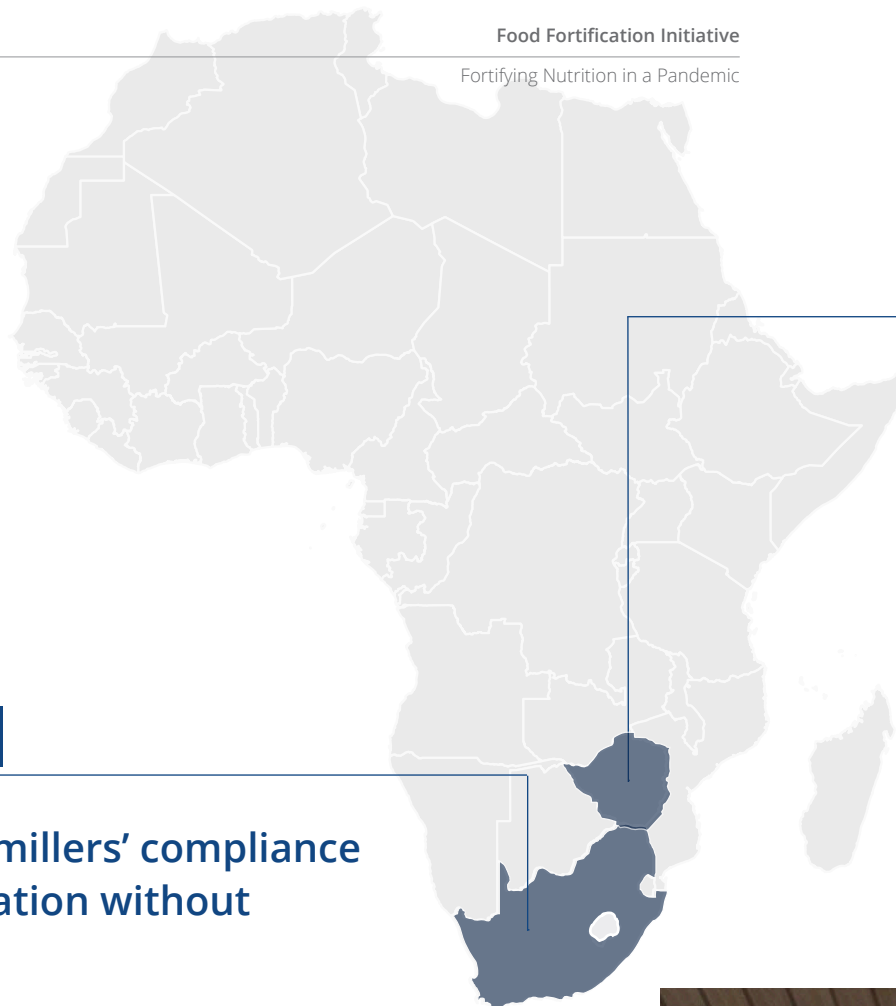 Food Fortification Initiative
Fortifying Nutrition in a Pandemic
millers’ compliance
ation without